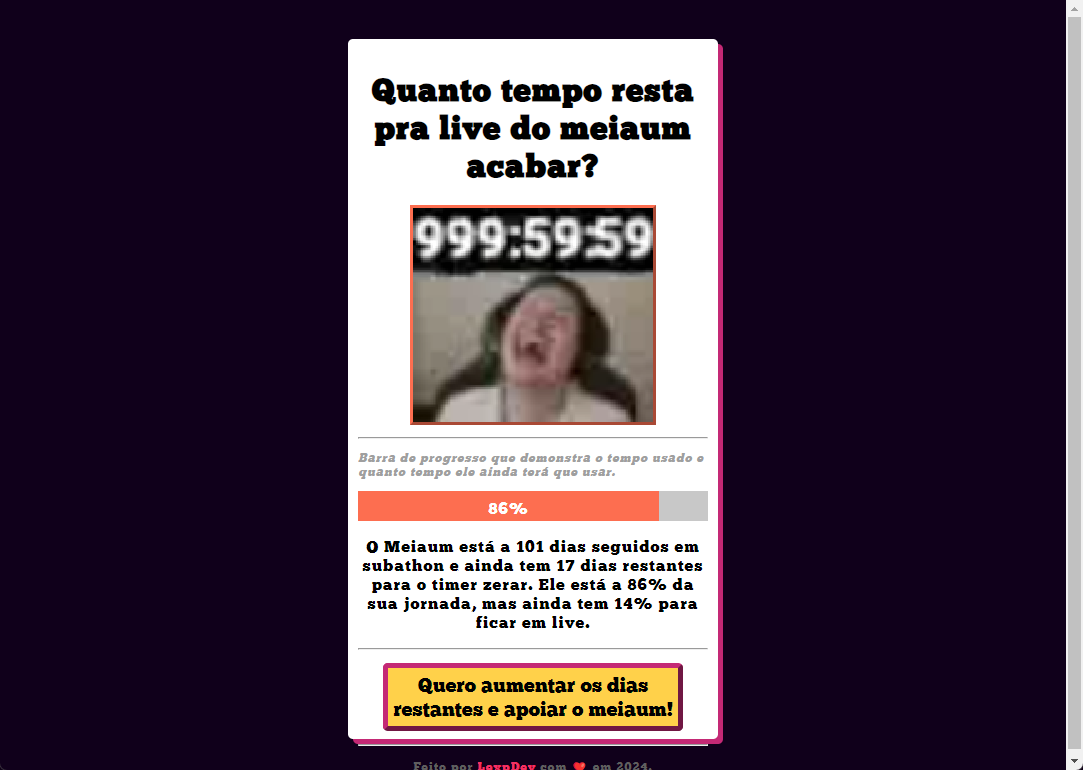 Quanto tempo resta
pra live do meiaum
acabar?
999:59:59
Barra de progresso que demonstra o tempo usado e
quanto tempo ele ainda terá que usar.
86%
O Meiaum está a 101 dias seguidos em
subathon e ainda tem 17 dias restantes
para o timer zerar. Ele está a 86% da
sua jornada, mas ainda tem 14% para
ficar em live.
Quero aumentar os dias
restantes e apoiar o meiaum!
Feito por LexpDev com ❤ em 2024.